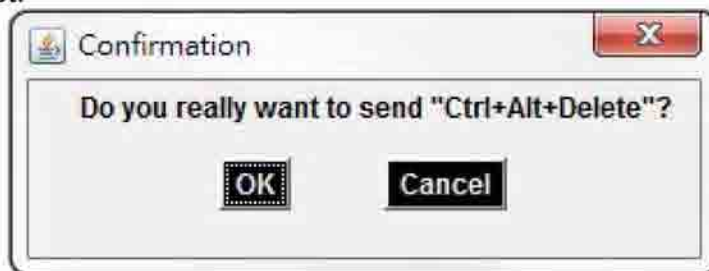 Confirmation
Do you really want to send "Ctrl+Alt+Delete"?
OK
Cancel